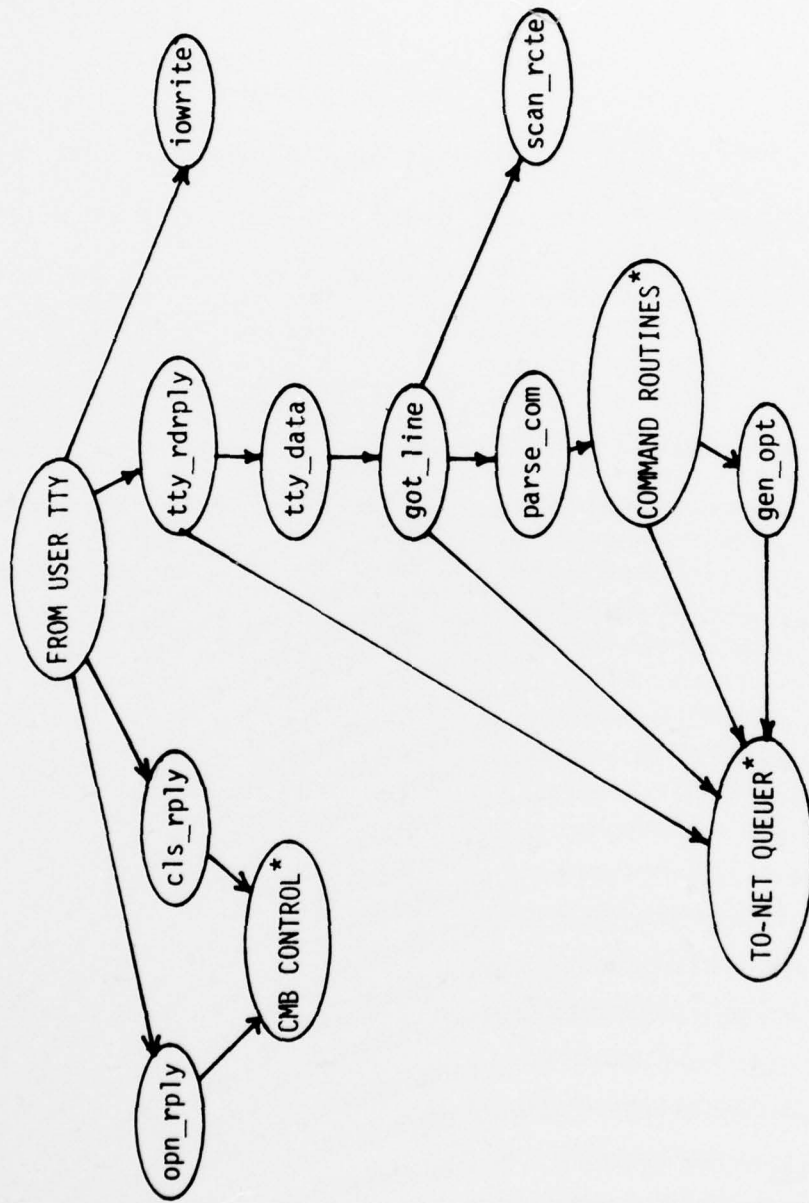 FROM USER TTY
opn_rply
cls_rply
tty_rdrply
iowrite
CMB CONTROL*
tty_data
got_line
parse_com
scan_rcte
COMMAND ROUTINES*
TO-NET QUEUER*
gen_opt